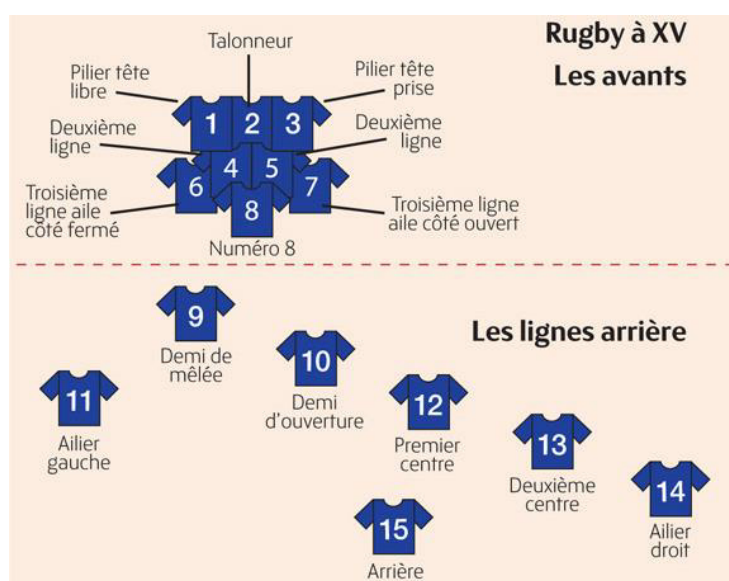 Rugby à XV
Les avants
Talonneur
Pilier tête
libre
Pilier tête
prise
1
2
3
Deuxième
ligne
Deuxième
ligne
4
5
6
7
Troisième
ligne aile
côté fermé
Troisième ligne
aile côté ouvert
8
Numéro 8
Les lignes arrière
9
Demi de
mêlée
10
Demi
d'ouverture
11
Ailier
gauche
12
Premier
centre
13
Deuxième
centre
14
Ailier
droit
15
Arrière